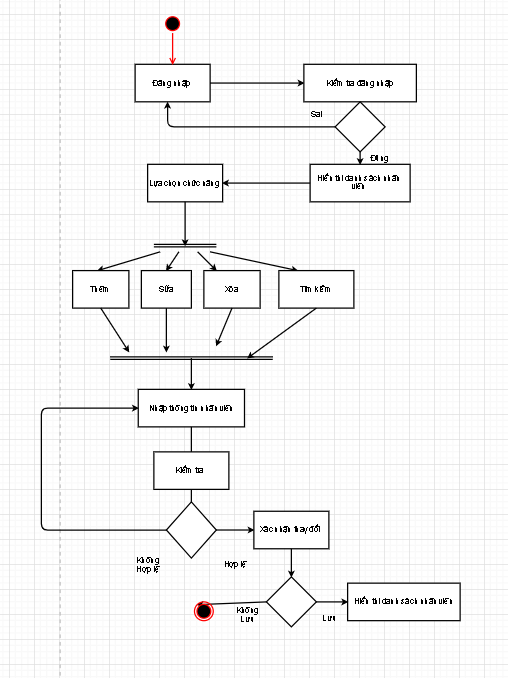 Đăng nhập
Kiểm tra đăng nhập
Sai
Đúng
Lựa chọn chức năng
Hiển thị danh sách nhân
viên
Thêm
Sửa
Xóa
Tìm kiếm
Nhập thông tin nhân viên
Kiểm tra
Xác nhận thay đổi
Không
Hợp lệ
Hợp lệ
Hiển thị danh sách nhân viên
Không
Lưu
Lưu